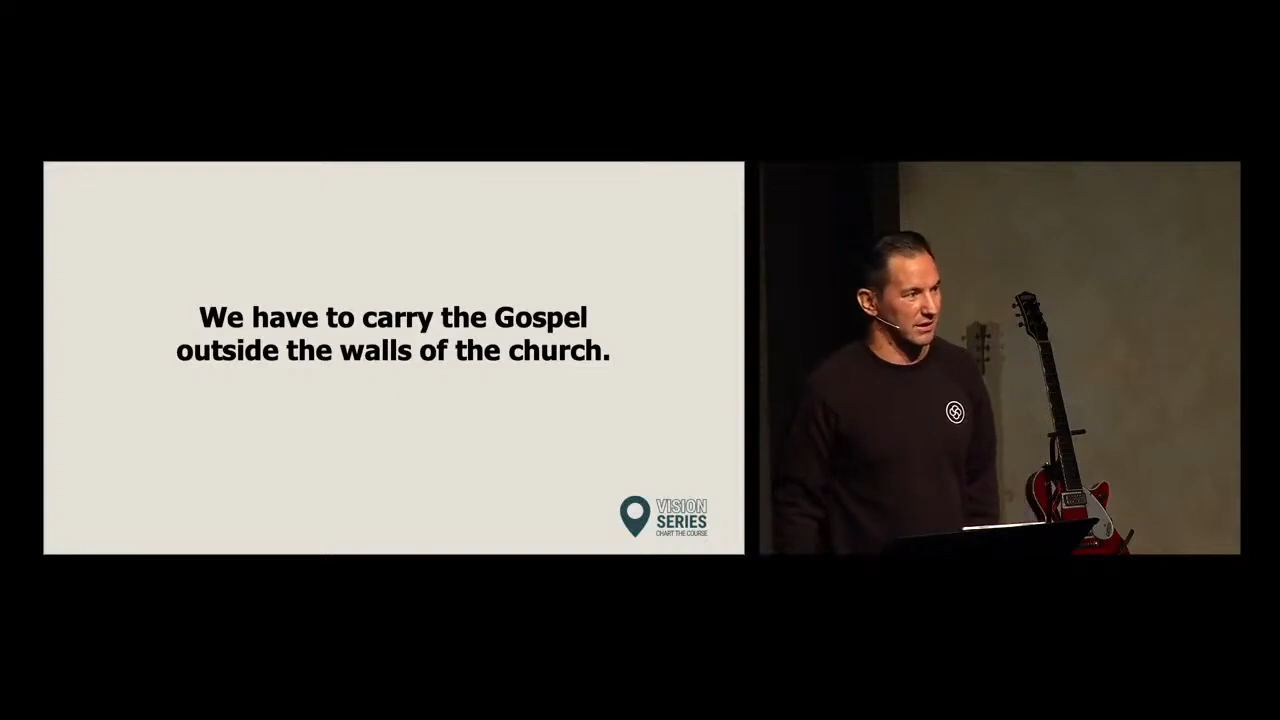 We have to carry the Gospel
outside the walls of the church.
VISION
SERIES
CHART THE COURSE